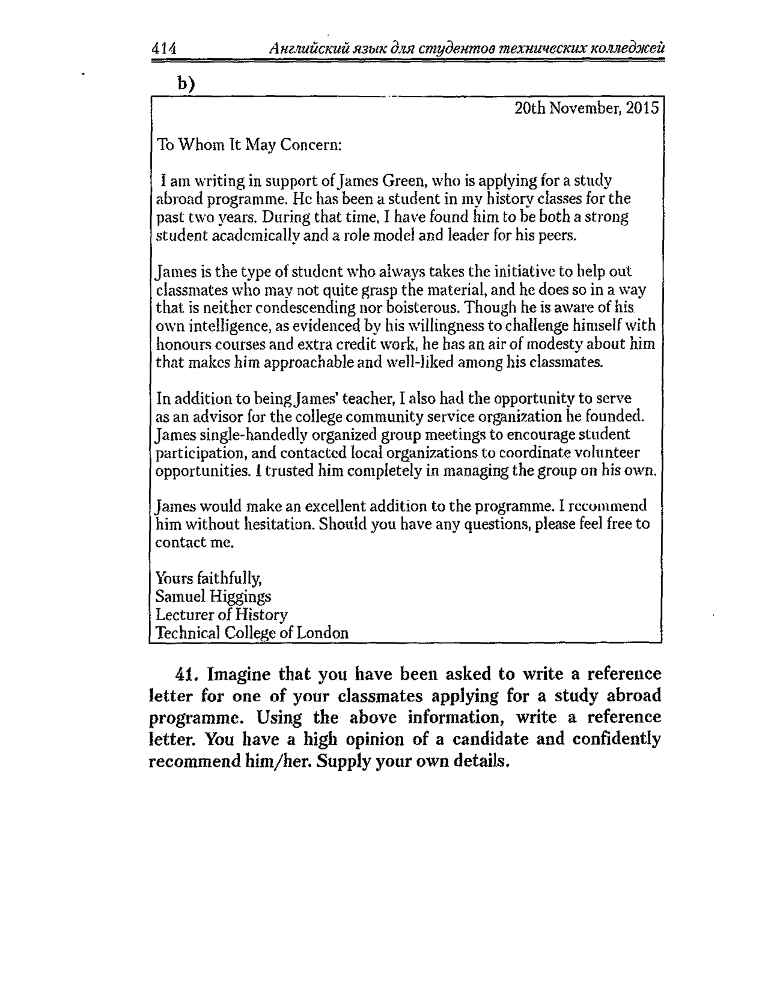 414 Английский язык для студентов технических колледжей
b)
20th November, 2015
To Whom It May Concern:
I am writing in support of James Green, who is applying for a study
abroad programme. He has been a student in my history classes for the
past two years. During that time, I have found him to be both a strong
student academically and a role model and leader for his peers.
James is the type of student who always takes the initiative to help out
classmates who may not quite grasp the material, and he does so in a way
that is neither condescending nor boisterous. Though he is aware of his
own intelligence, as evidenced by his willingness to challenge himself with
honours courses and extra credit work, he has an air of modesty about him
that makes him approachable and well-liked among his classmates.
In addition to being James' teacher, I also had the opportunity to serve
as an advisor for the college community service organization he founded.
James single-handedly organized group meetings to encourage student
participation, and contacted local organizations to coordinate volunteer
opportunities. I trusted him completely in managing the group on his own.
James would make an excellent addition to the programme. I recommend
him without hesitation. Should you have any questions, please feel free to
contact me.
Yours faithfully,
Samuel Higgings
Lecturer of History
Technical College of London
41. Imagine that you have been asked to write a reference
letter for one of your classmates applying for a study abroad
programme. Using the above information, write a reference
letter. You have a high opinion of a candidate and confidently
recommend him/her. Supply your own details.